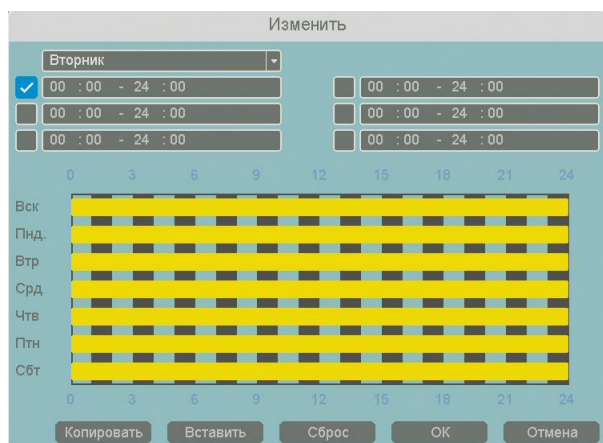 Изменить
Вторник
00 : 00 - 24 : 00 00 : 00 - 24 : 00
00 : 00 - 24 : 00 00 : 00 - 24 : 00
00 : 00 - 24 : 00 00 : 00 - 24 : 00
0 3 6 9 12 15 18 21 24
Вск
Пнд.
Втр
Срд
Чтв
Птн
Сбт
0 3 6 9 12 15 18 21 24
Копировать Вставить Сброс OK Отмена